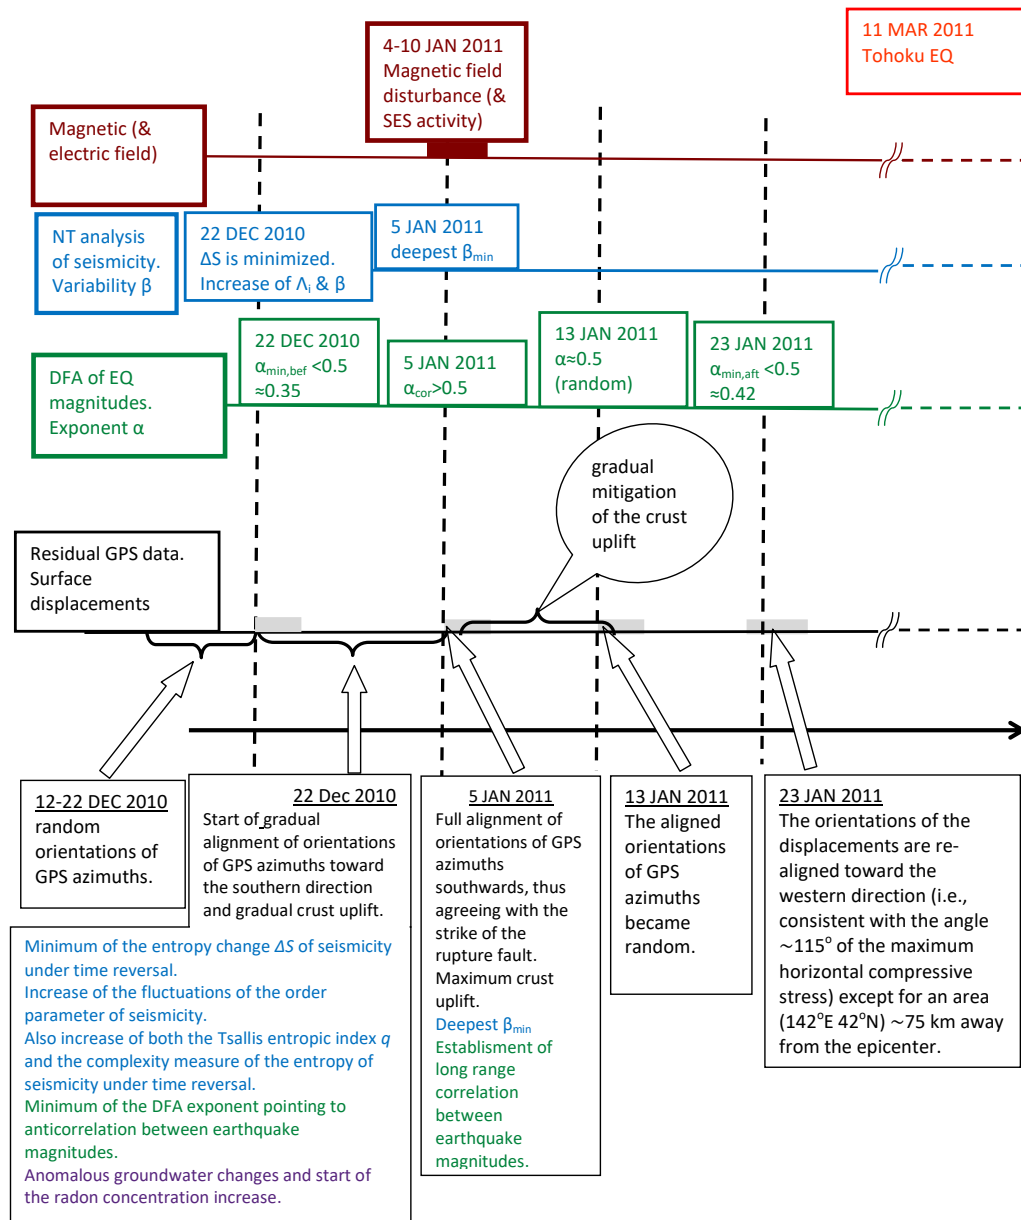 11 MAR 2011
Tohoku EQ
4-10 JAN 2011
Magnetic field
disturbance (&
SES activity)
Magnetic (&
electric field)
NT analysis
of seismicity.
Variability β
22 DEC 2010
ΔS is minimized.
Increase of Λi & β
5 JAN 2011
deepest βmin
DFA of EQ
magnitudes.
Exponent α
22 DEC 2010
αmin,bef <0.5
≈0.35
5 JAN 2011
αcor>0.5
13 JAN 2011
α≈0.5
(random)
23 JAN 2011
αmin,aft <0.5
≈0.42
gradual
mitigation
of the crust
uplift
Residual GPS data.
Surface
displacements
12-22 DEC 2010
random
orientations of
GPS azimuths.
22 Dec 2010
Start of gradual
alignment of orientations
of GPS azimuths toward
the southern direction
and gradual crust uplift.
Minimum of the entropy change ΔS of seismicity
under time reversal.
Increase of the fluctuations of the order
parameter of seismicity.
Also increase of both the Tsallis entropic index q
and the complexity measure of the entropy of
seismicity under time reversal.
Minimum of the DFA exponent pointing to
anticorrelation between earthquake
magnitudes.
Anomalous groundwater changes and start of
the radon concentration increase.
5 JAN 2011
Full alignment of
orientations of GPS
azimuths
southwards, thus
agreeing with the
strike of the
rupture fault.
Maximum crust
uplift.
Deepest βmin
Establisment of
long range
correlation
between
earthquake
magnitudes.
13 JAN 2011
The aligned
orientations
of GPS
azimuths
became
random.
23 JAN 2011
The orientations of the
displacements are re-
aligned toward the
western direction (i.e.,
consistent with the angle
~115° of the maximum
horizontal compressive
stress) except for an area
(142°E 42°N) ~75 km away
from the epicenter.